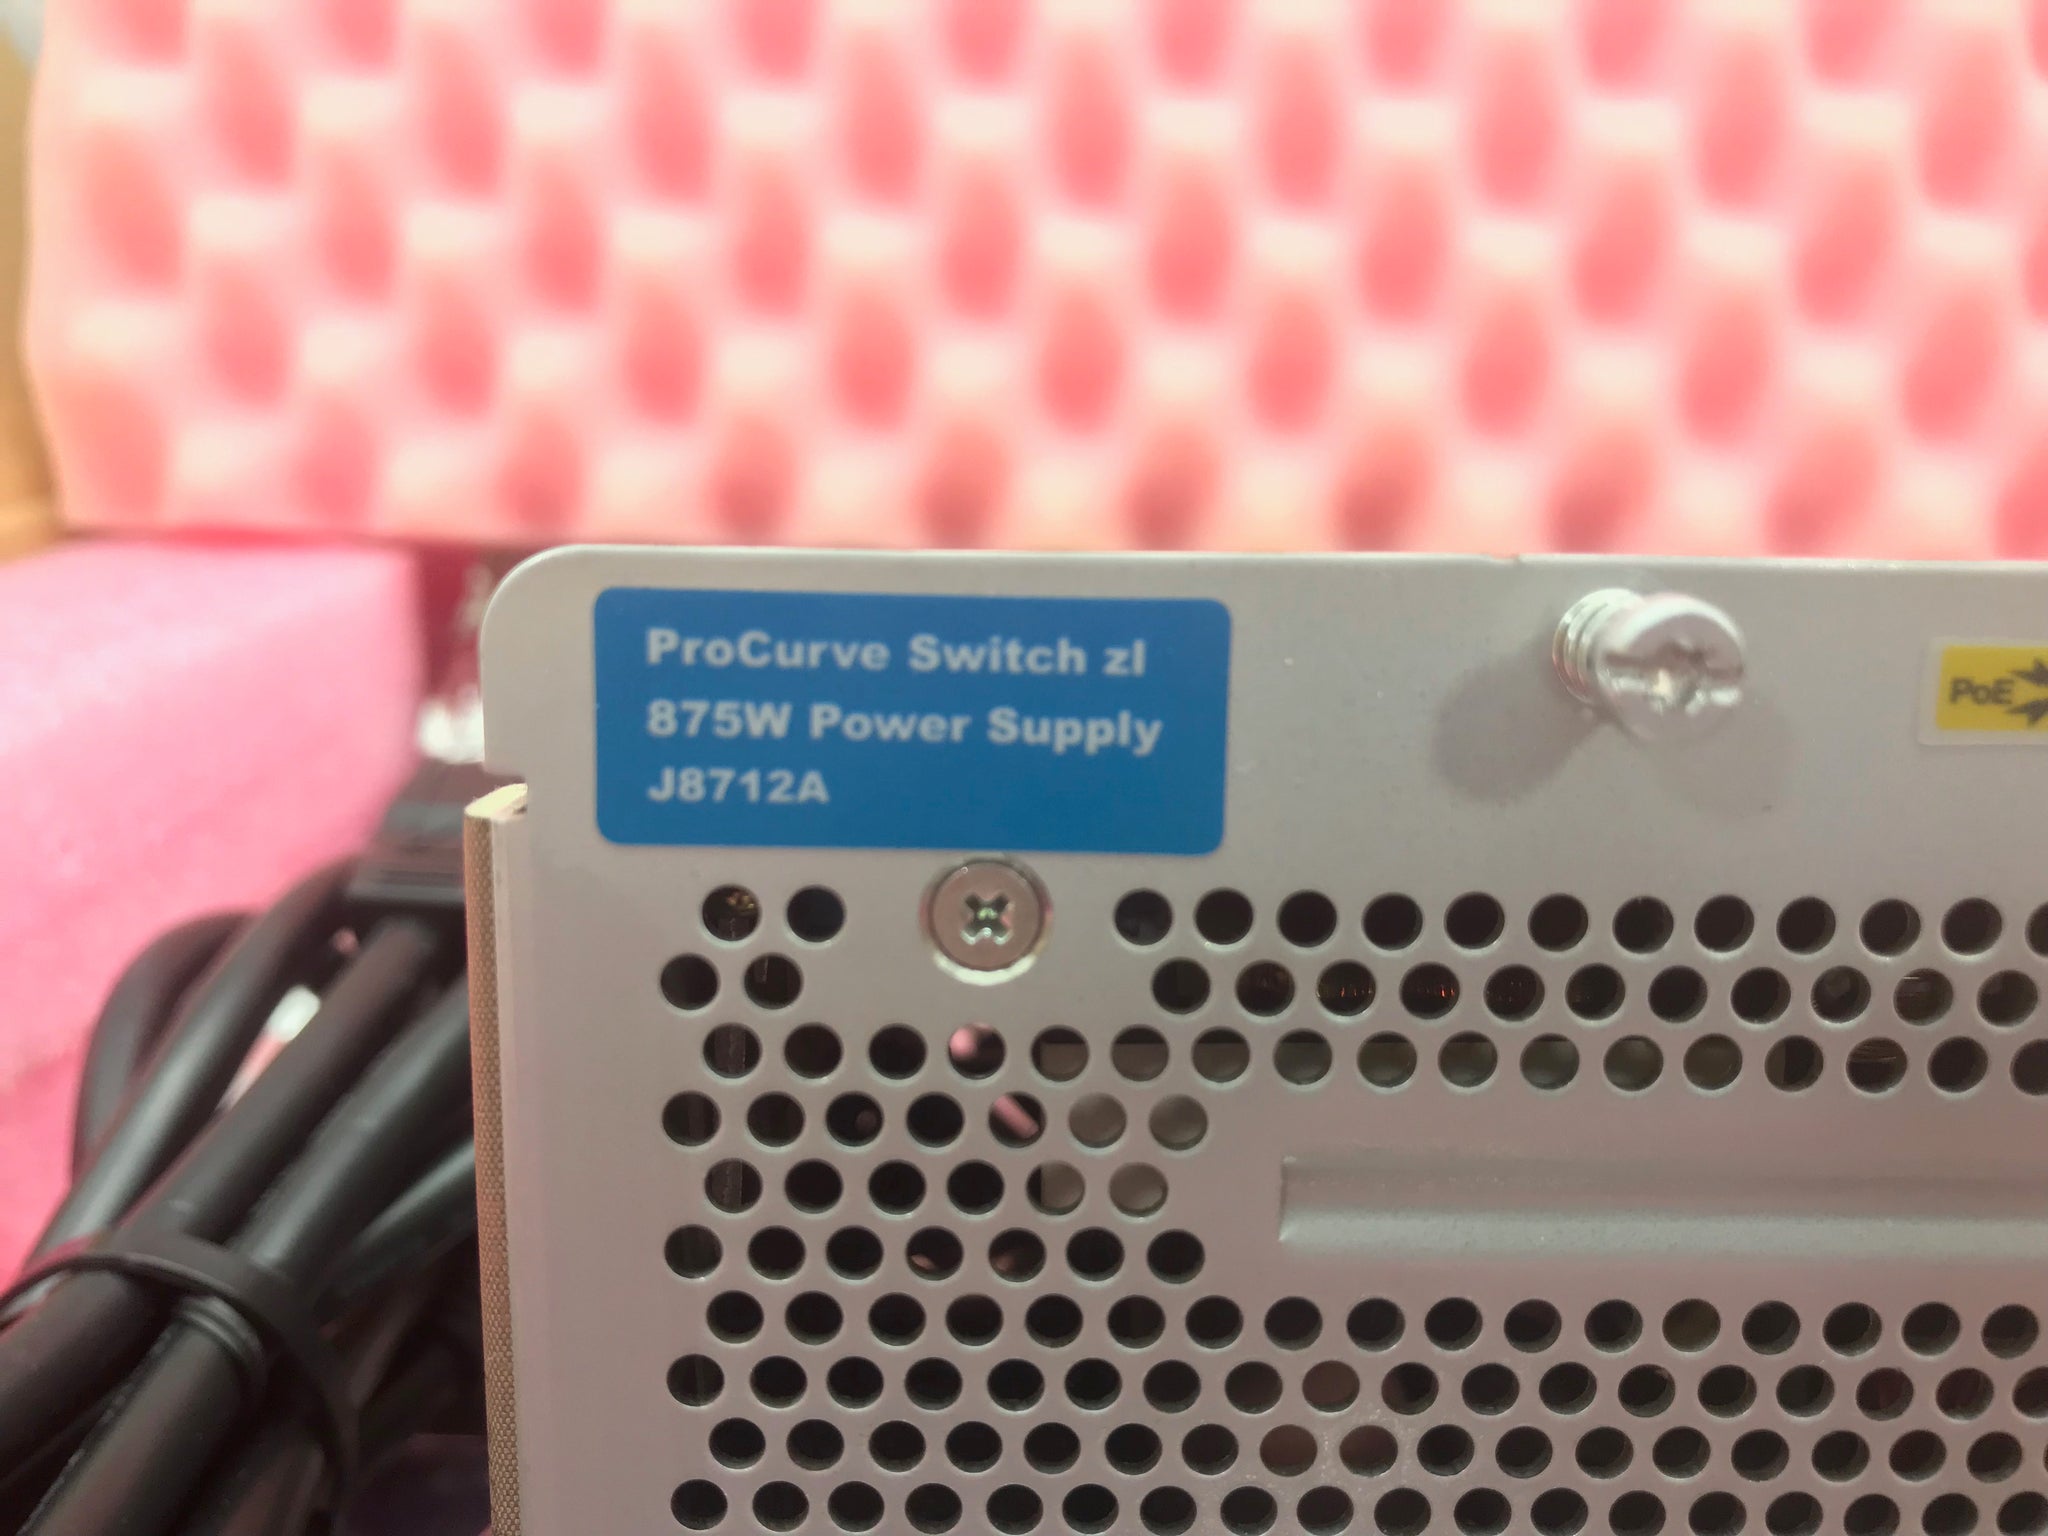 ProCurve Switch zl
875W Power Supply
J8712A
PoE